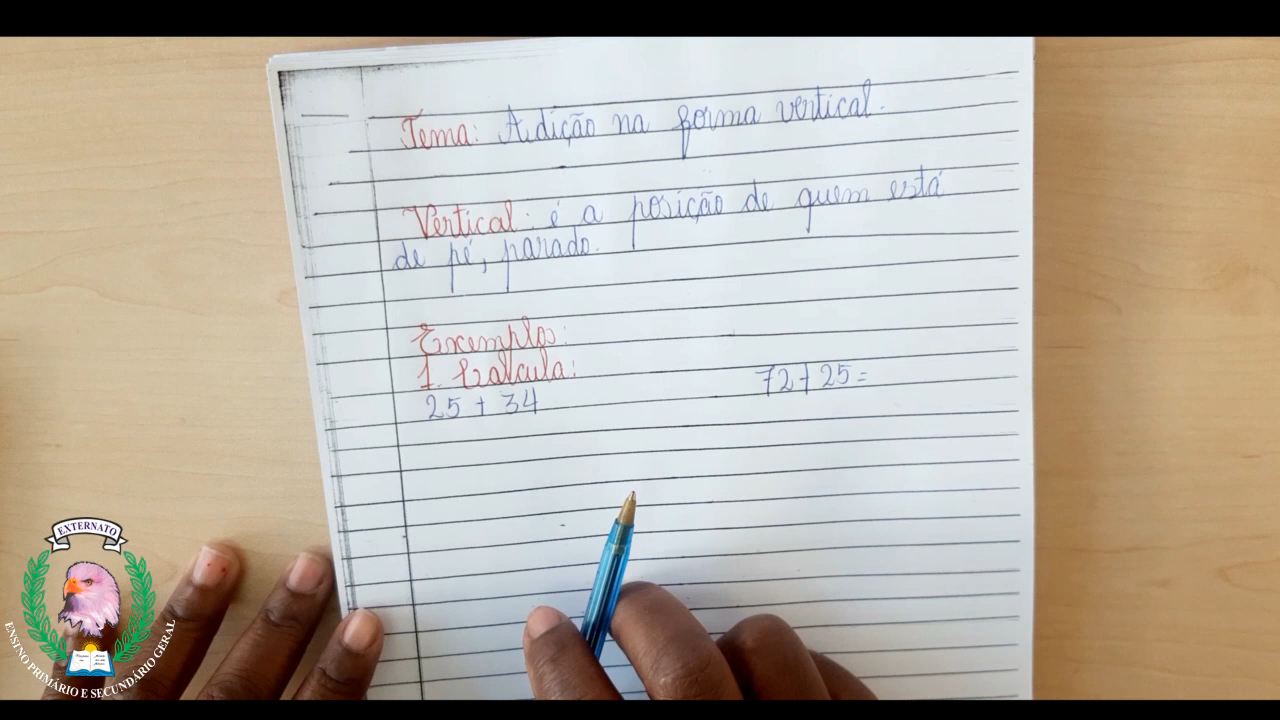 Tema: Adição na forma vertical.
Vertical: é a posição de quem está
de pé, parado.
Exemplos:
1. Calcula:
25 + 34
72+25=
EXTERNATO
ENSINO PRIMÁRIO E SECUNDÁRIO GERAL